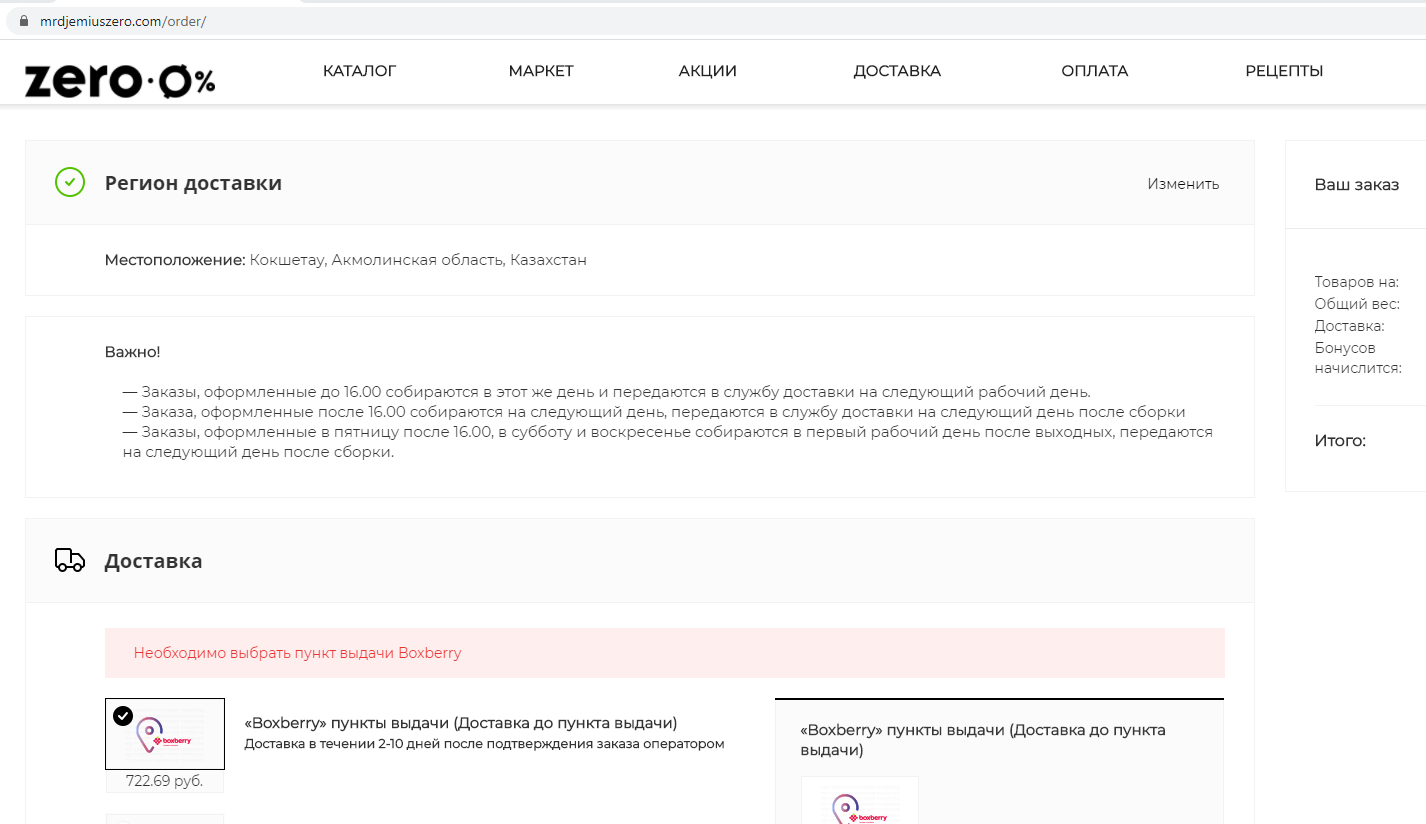 mrdjemiuszero.com/order/
zero·0%
КАТАЛОГ
МАРКЕТ
АКЦИИ
ДОСТАВКА
ОПЛАТА
РЕЦЕПТЫ
Регион доставки
Изменить
Местоположение: Кокшетау, Акмолинская область, Казахстан
Важно!
— Заказы, оформленные до 16.00 собираются в этот же день и передаются в службу доставки на следующий рабочий день.
— Заказа, оформленные после 16.00 собираются на следующий день, передаются в службу доставки на следующий день после сборки
— Заказы, оформленные в пятницу после 16.00, в субботу и воскресенье собираются в первый рабочий день после выходных, передаются
на следующий день после сборки.
Доставка
Необходимо выбрать пункт выдачи Boxberry
boxberry
722.69 руб.
«Boxberry» пункты выдачи (Доставка до пункта выдачи)
Доставка в течении 2-10 дней после подтверждения заказа оператором
«Boxberry» пункты выдачи (Доставка до пункта
выдачи)
boxberry
Ваш заказ
Товаров на:
Общий вес:
Доставка:
Бонусов
начислится:
Итого: